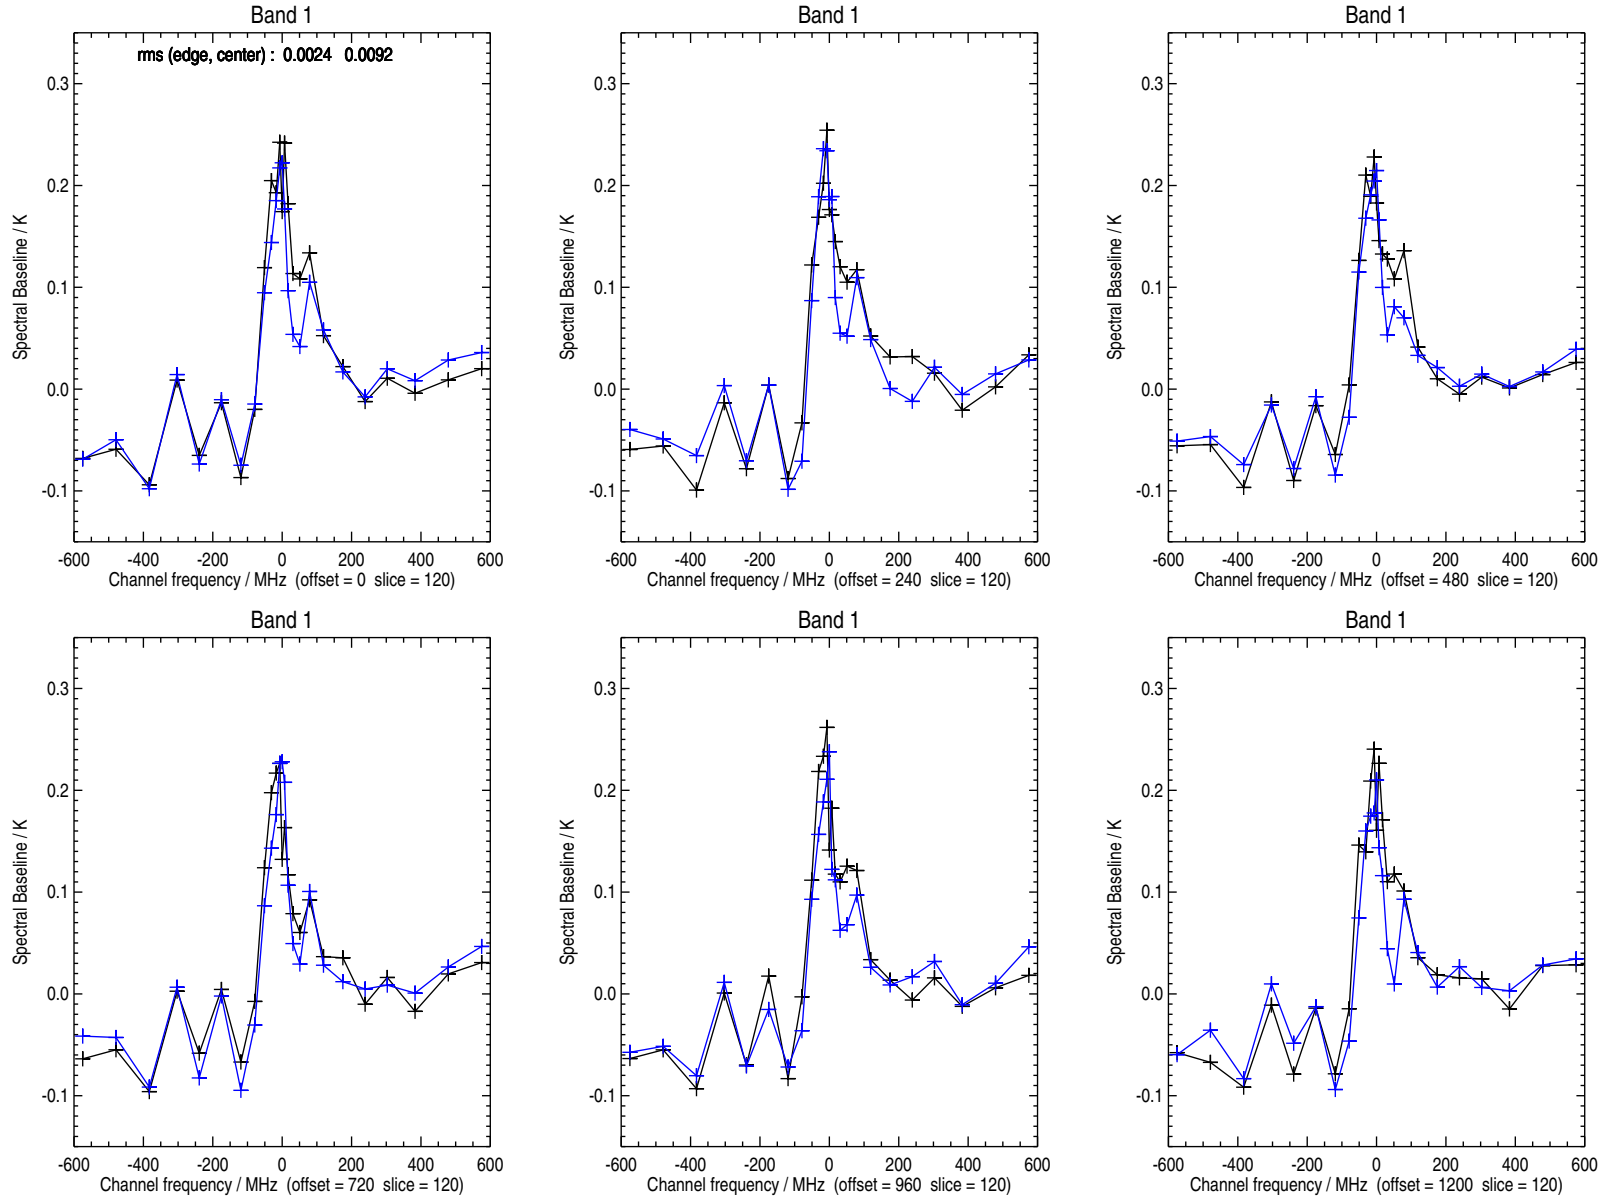 Band 1
rms (edge, center) : 0.0024 0.0092
0.3
0.2
0.1
0.0
-0.1
Spectral Baseline / K
-600 -400 -200 0 200 400 600
Channel frequency / MHz (offset = 0 slice = 120)
Band 1
0.3
0.2
0.1
0.0
-0.1
Spectral Baseline / K
-600 -400 -200 0 200 400 600
Channel frequency / MHz (offset = 240 slice = 120)
Band 1
0.3
0.2
0.1
0.0
-0.1
Spectral Baseline / K
-600 -400 -200 0 200 400 600
Channel frequency / MHz (offset = 480 slice = 120)
Band 1
0.3
0.2
0.1
0.0
-0.1
Spectral Baseline / K
-600 -400 -200 0 200 400 600
Channel frequency / MHz (offset = 720 slice = 120)
Band 1
0.3
0.2
0.1
0.0
-0.1
Spectral Baseline / K
-600 -400 -200 0 200 400 600
Channel frequency / MHz (offset = 960 slice = 120)
Band 1
0.3
0.2
0.1
0.0
-0.1
Spectral Baseline / K
-600 -400 -200 0 200 400 600
Channel frequency / MHz (offset = 1200 slice = 120)